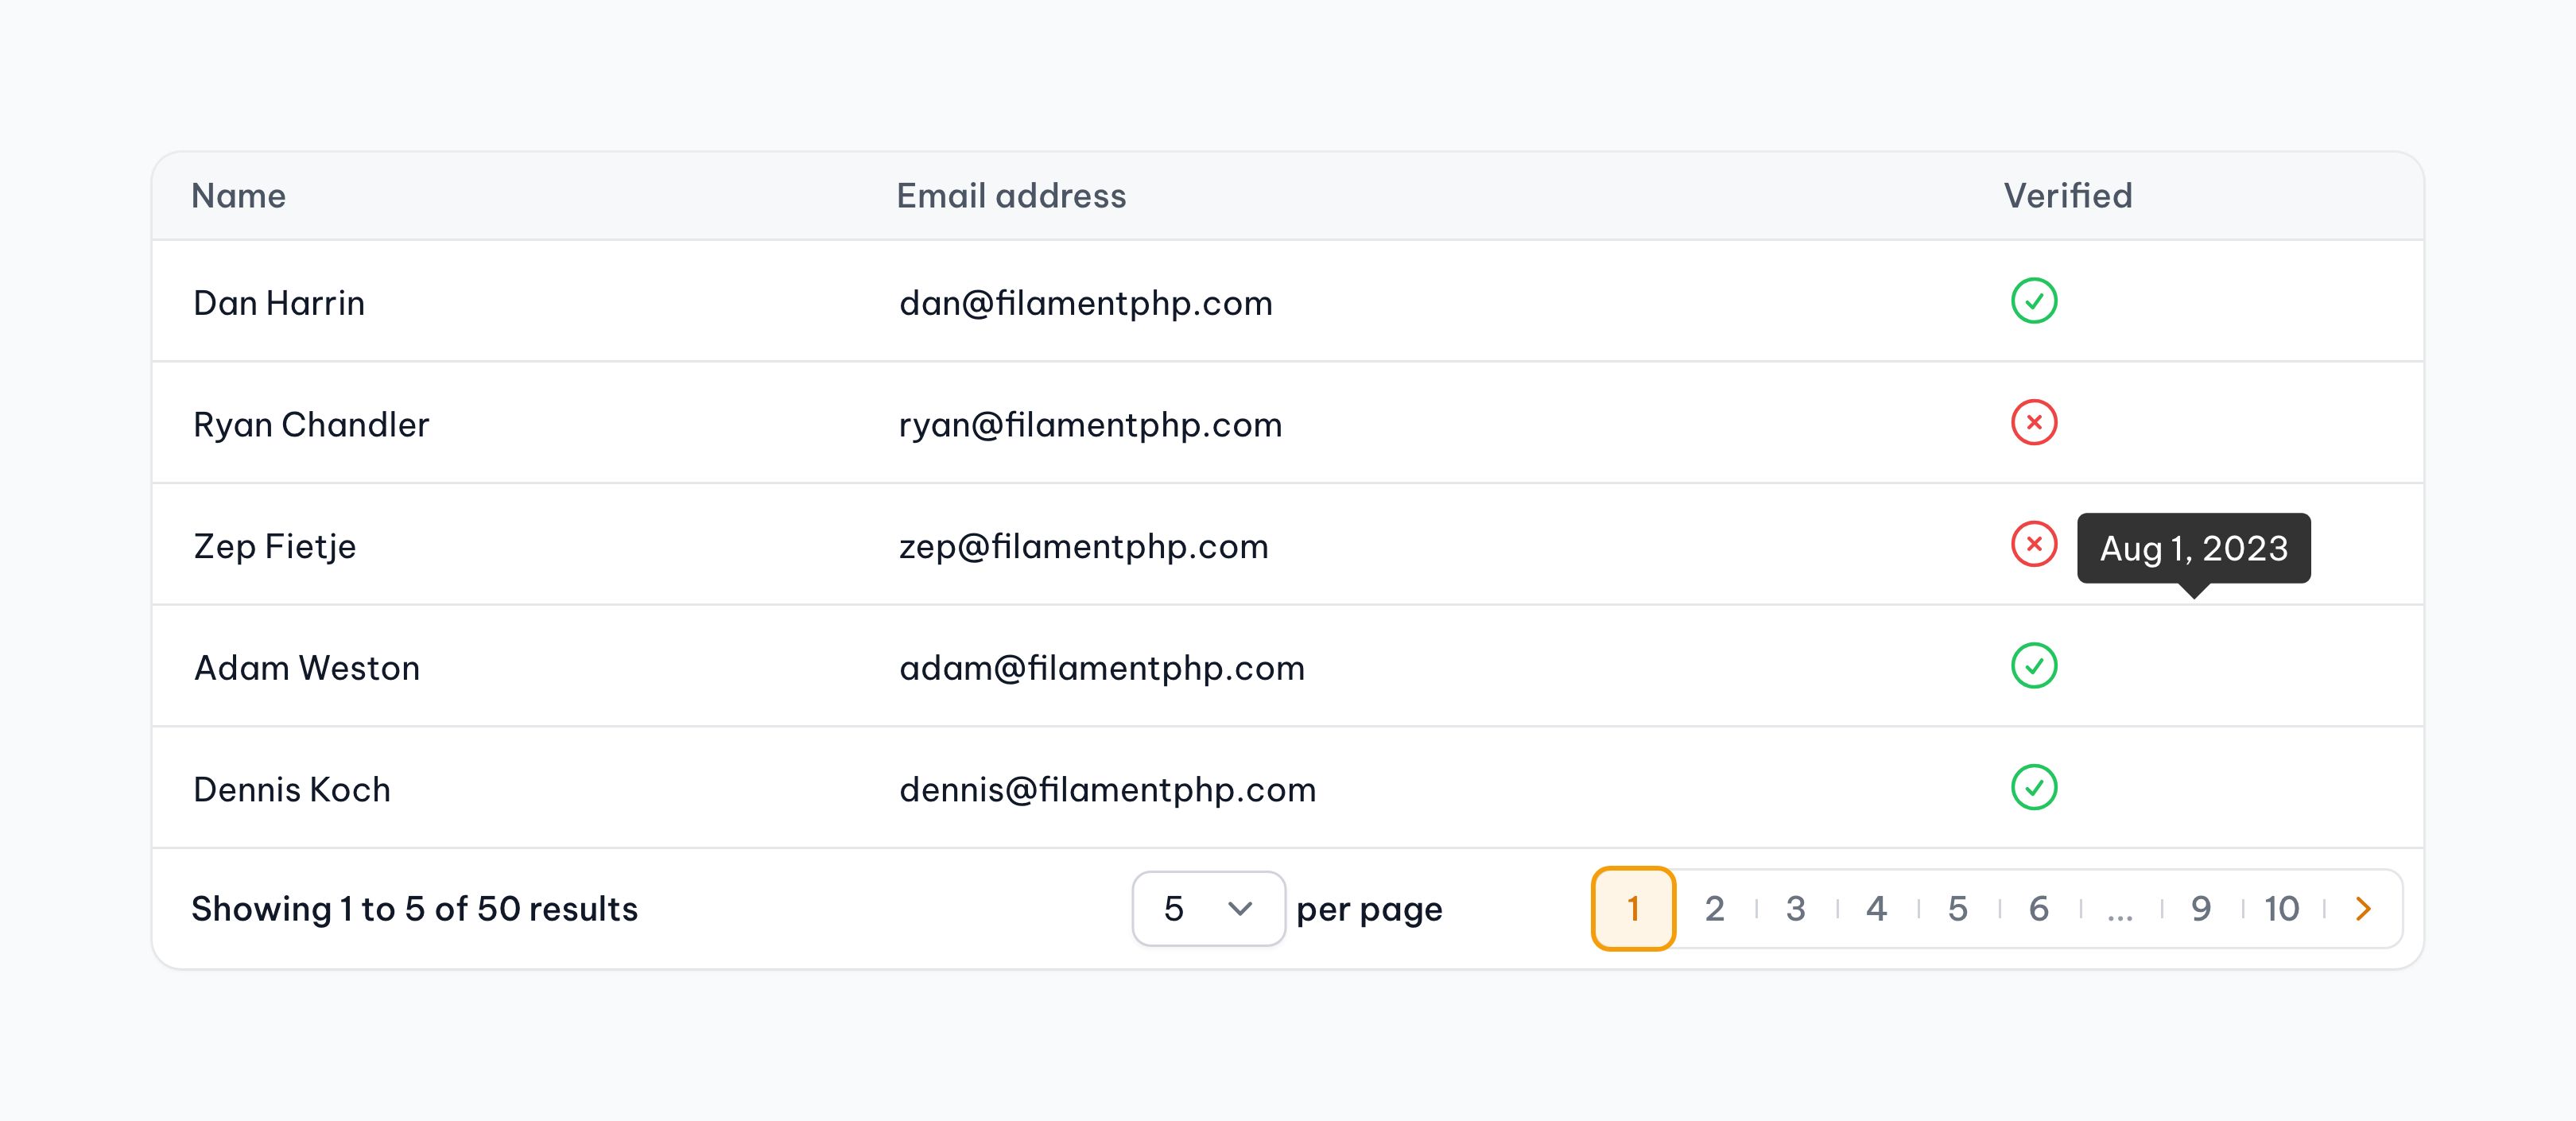 Name Email address Verified
Dan Harrin dan@filamentphp.com
Ryan Chandler ryan@filamentphp.com
Zep Fietje zep@filamentphp.com Aug 1, 2023
Adam Weston adam@filamentphp.com
Dennis Koch dennis@filamentphp.com
Showing 1 to 5 of 50 results 5 per page 1 2 3 4 5 6 ... 9 10